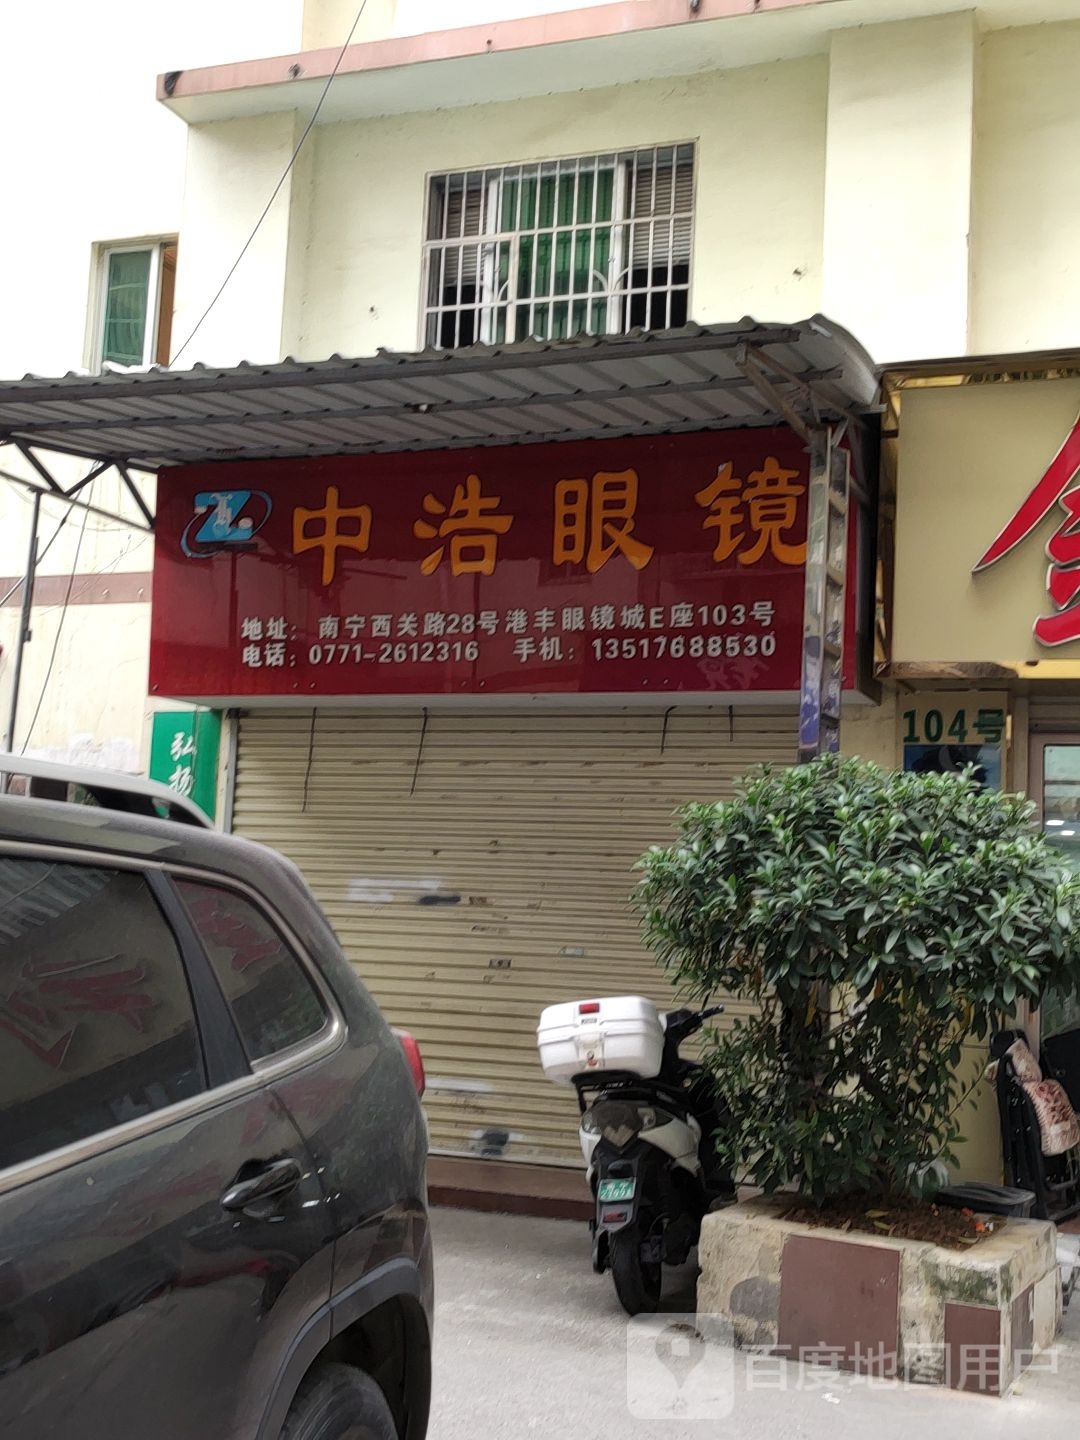 中浩眼镜
地址：南宁西关路28号港丰眼镜城E座103号
电话：0771-2612316 手机：13517688530
104号
弘扬
百度地图用户